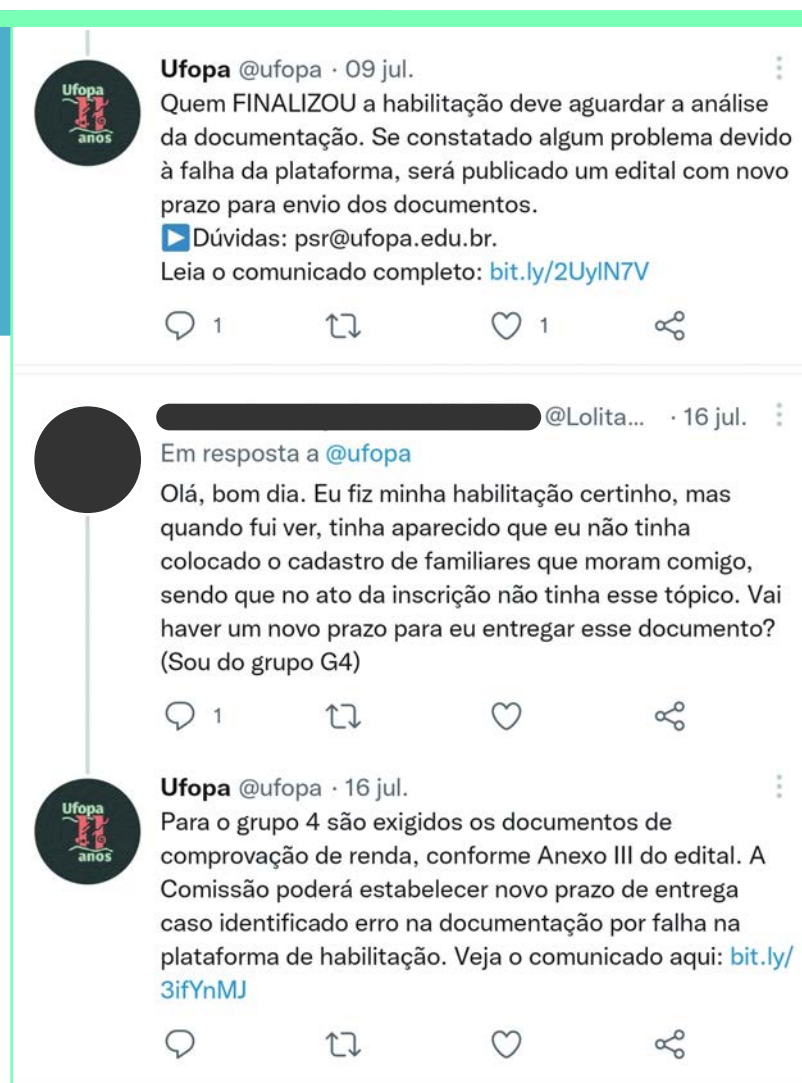 Ufopa
11
anos
Ufopa @ufopa · 09 jul.
Quem FINALIZOU a habilitação deve aguardar a análise
da documentação. Se constatado algum problema devido
à falha da plataforma, será publicado um edital com novo
prazo para envio dos documentos.
Dúvidas: psr@ufopa.edu.br.
Leia o comunicado completo: bit.ly/2UylN7V
1
1
@Lolita... · 16 jul.
Em resposta a @ufopa
Olá, bom dia. Eu fiz minha habilitação certinho, mas
quando fui ver, tinha aparecido que eu não tinha
colocado o cadastro de familiares que moram comigo,
sendo que no ato da inscrição não tinha esse tópico. Vai
haver um novo prazo para eu entregar esse documento?
(Sou do grupo G4)
1
Ufopa
11
anos
Ufopa @ufopa · 16 jul.
Para o grupo 4 são exigidos os documentos de
comprovação de renda, conforme Anexo III do edital. A
Comissão poderá estabelecer novo prazo de entrega
caso identificado erro na documentação por falha na
plataforma de habilitação. Veja o comunicado aqui: bit.ly/
3ifYnMJ